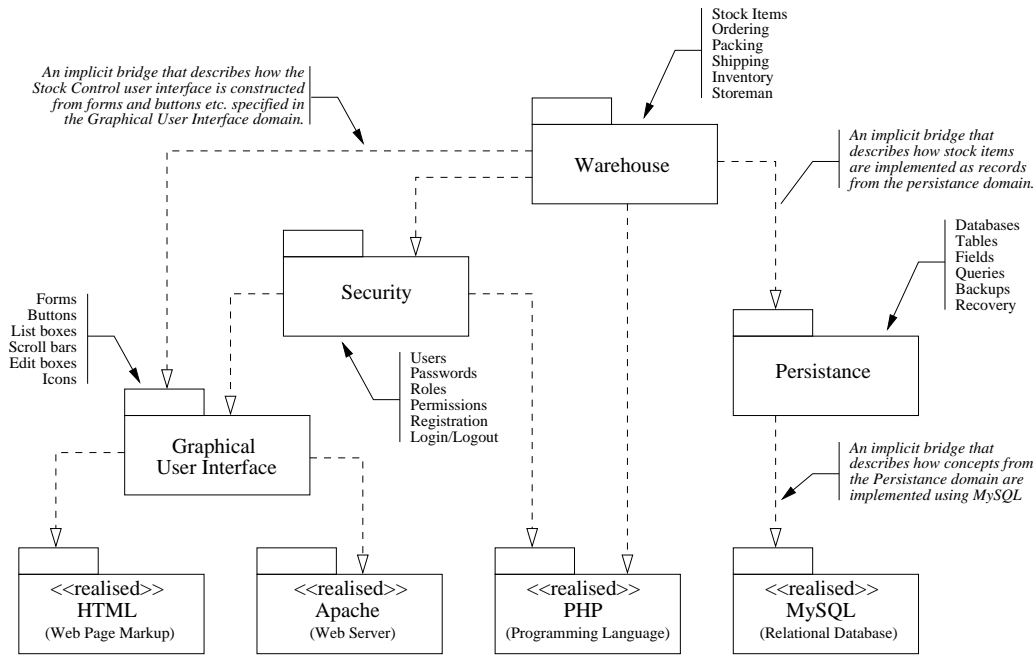 Stock Items
Ordering
Packing
Shipping
Inventory
Storeman
An implicit bridge that describes how the
Stock Control user interface is constructed
from forms and buttons etc. specified in
the Graphical User Interface domain.
Warehouse
An implicit bridge that
describes how stock items
are implemented as records
from the persistance domain.
Databases
Tables
Fields
Queries
Backups
Recovery
Security
Forms
Buttons
List boxes
Scroll bars
Edit boxes
Icons
Users
Passwords
Roles
Permissions
Registration
Login/Logout
Persistance
Graphical
User Interface
An implicit bridge that
describes how concepts from
the Persistance domain are
implemented using MySQL
<<realised>>
HTML
(Web Page Markup)
<<realised>>
Apache
(Web Server)
<<realised>>
PHP
(Programming Language)
<<realised>>
MySQL
(Relational Database)